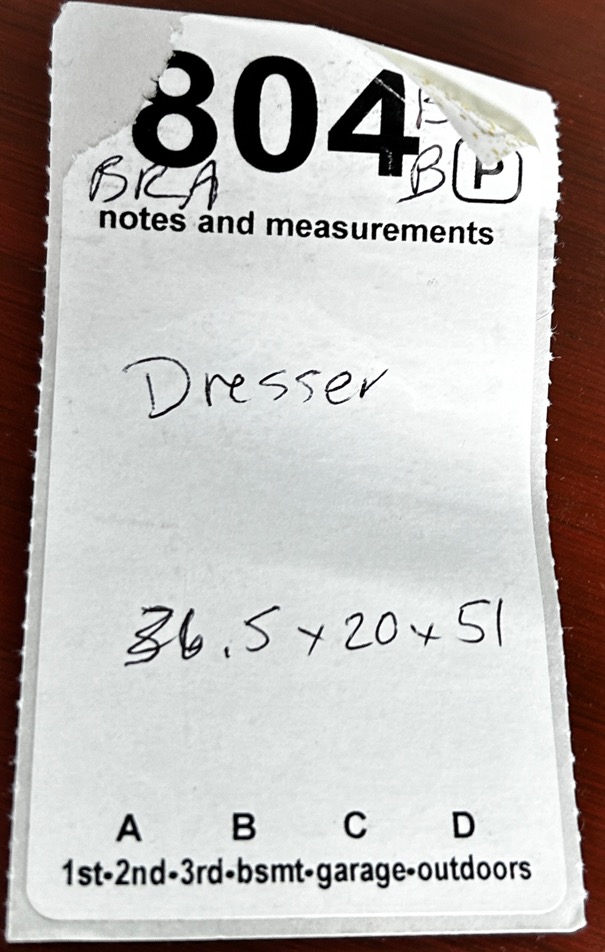 804
BRA B P
notes and measurements
Dresser
36.5 x 20 x 51
A B C D
1st•2nd•3rd•bsmt•garage•outdoors